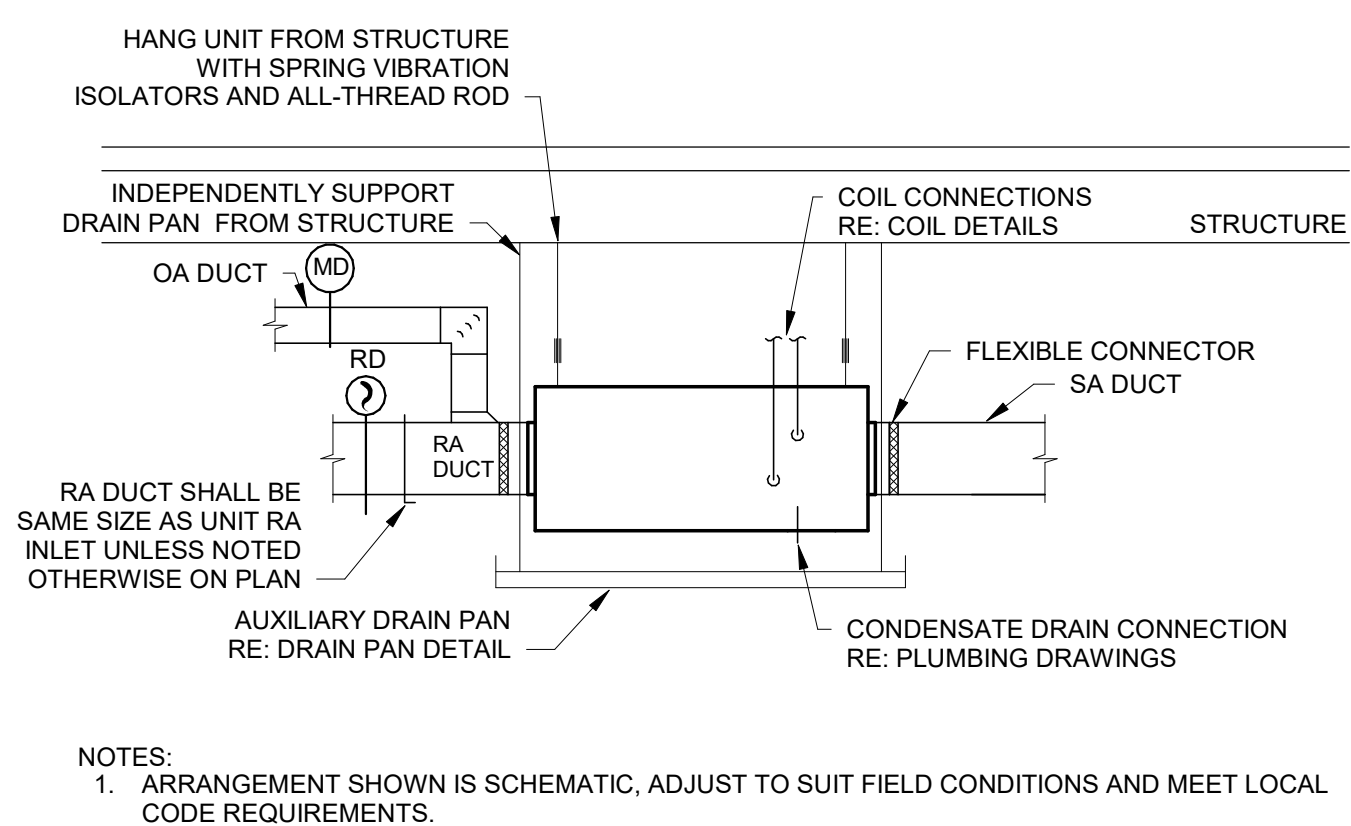 HANG UNIT FROM STRUCTURE
WITH SPRING VIBRATION
ISOLATORS AND ALL-THREAD ROD
INDEPENDENTLY SUPPORT
DRAIN PAN FROM STRUCTURE
COIL CONNECTIONS
RE: COIL DETAILS
STRUCTURE
OA DUCT
MD
RD
FLEXIBLE CONNECTOR
SA DUCT
RA
DUCT
RA DUCT SHALL BE
SAME SIZE AS UNIT RA
INLET UNLESS NOTED
OTHERWISE ON PLAN
AUXILIARY DRAIN PAN
RE: DRAIN PAN DETAIL
CONDENSATE DRAIN CONNECTION
RE: PLUMBING DRAWINGS
NOTES:
1. ARRANGEMENT SHOWN IS SCHEMATIC, ADJUST TO SUIT FIELD CONDITIONS AND MEET LOCAL
CODE REQUIREMENTS.